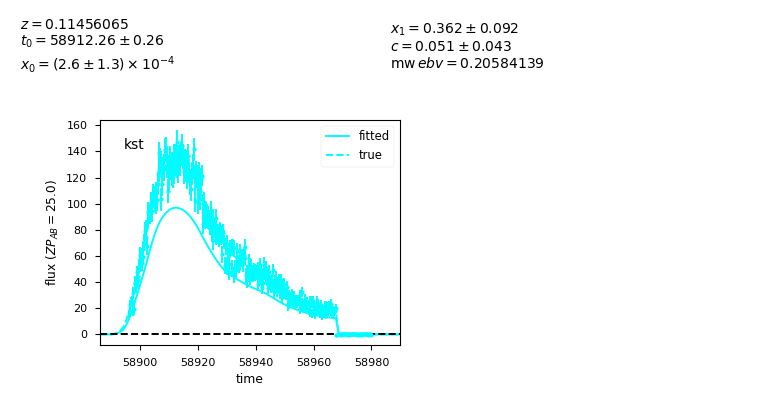 z = 0.11456065
t₀ = 58912.26 ± 0.26
x₀ = (2.6 ± 1.3) × 10⁻⁴
x₁ = 0.362 ± 0.092
c = 0.051 ± 0.043
mw ebv = 0.20584139
kst
fitted
true
160
140
120
100
80
60
40
20
0
flux (ZP_AB = 25.0)
58900 58920 58940 58960 58980
time